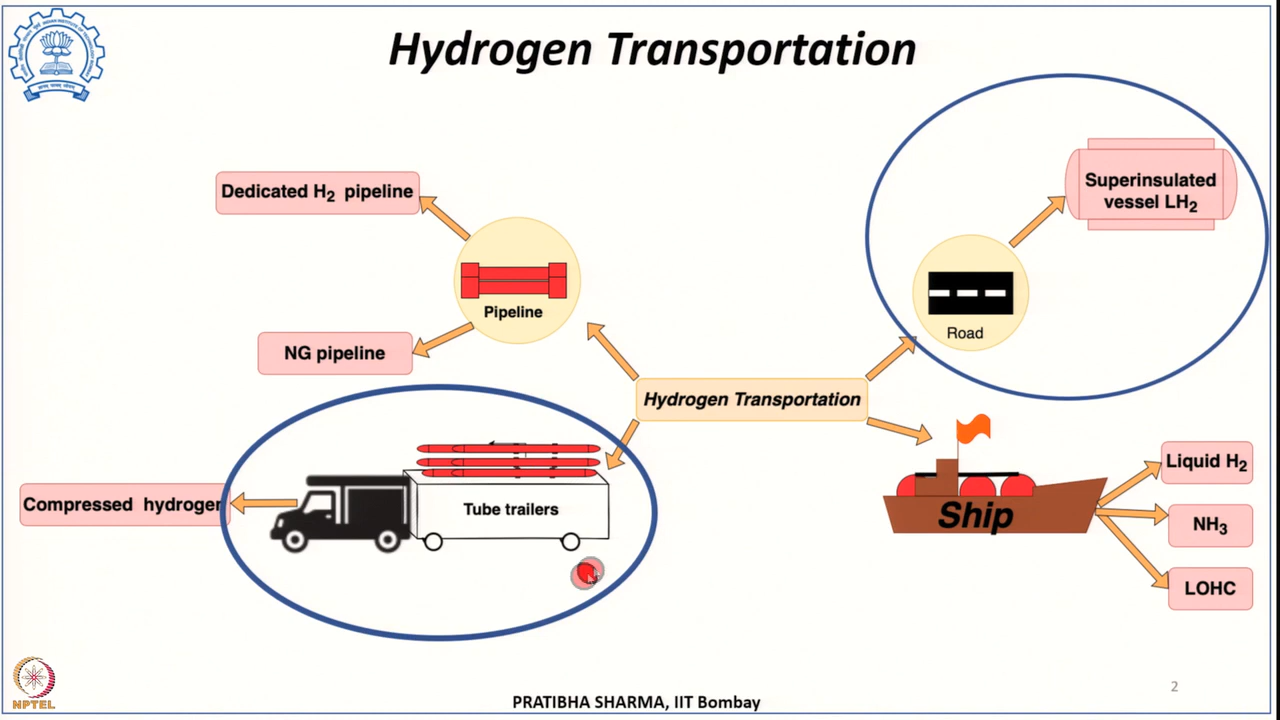 Hydrogen Transportation
Dedicated H₂ pipeline
Pipeline
NG pipeline
Superinsulated
vessel LH₂
Road
Hydrogen Transportation
Compressed hydrogen
Tube trailers
Ship
Liquid H₂
NH₃
LOHC
NPTEL
PRATIBHA SHARMA, IIT Bombay
2